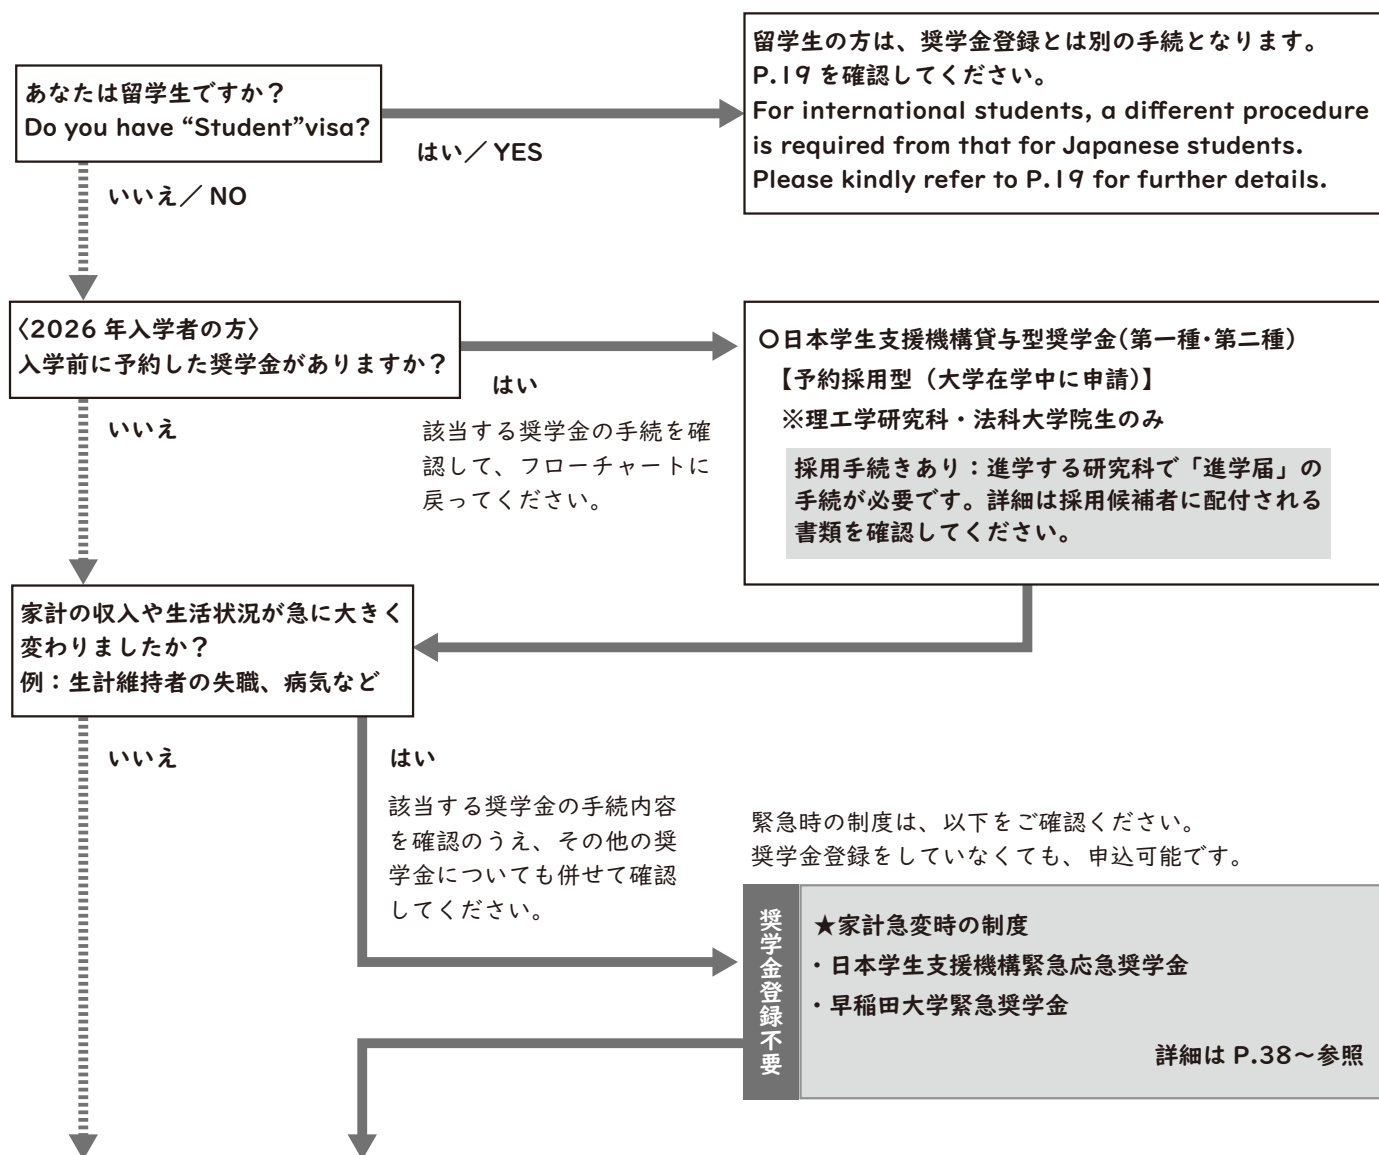 あなたは留学生ですか？
Do you have “Student”visa?
はい／ YES
留学生の方は、奨学金登録とは別の手続となります。
P.19 を確認してください。
For international students, a different procedure
is required from that for Japanese students.
Please kindly refer to P.19 for further details.
いいえ／ NO
〈2026 年入学者の方〉
入学前に予約した奨学金がありますか？
はい
該当する奨学金の手続を確
認して、フローチャートに
戻ってください。
〇日本学生支援機構貸与型奨学金(第一種・第二種)
【予約採用型（大学在学中に申請)】
※理工学研究科・法科大学院生のみ
採用手続きあり：進学する研究科で「進学届」の
手続が必要です。詳細は採用候補者に配付される
書類を確認してください。
いいえ
家計の収入や生活状況が急に大きく
変わりましたか？
例：生計維持者の失職、病気など
いいえ
はい
該当する奨学金の手続内容
を確認のうえ、その他の奨
学金についても併せて確認
してください。
緊急時の制度は、以下をご確認ください。
奨学金登録をしていなくても、申込可能です。
奨学金登録不要
★家計急変時の制度
・日本学生支援機構緊急応急奨学金
・早稲田大学緊急奨学金
詳細は P.38～参照